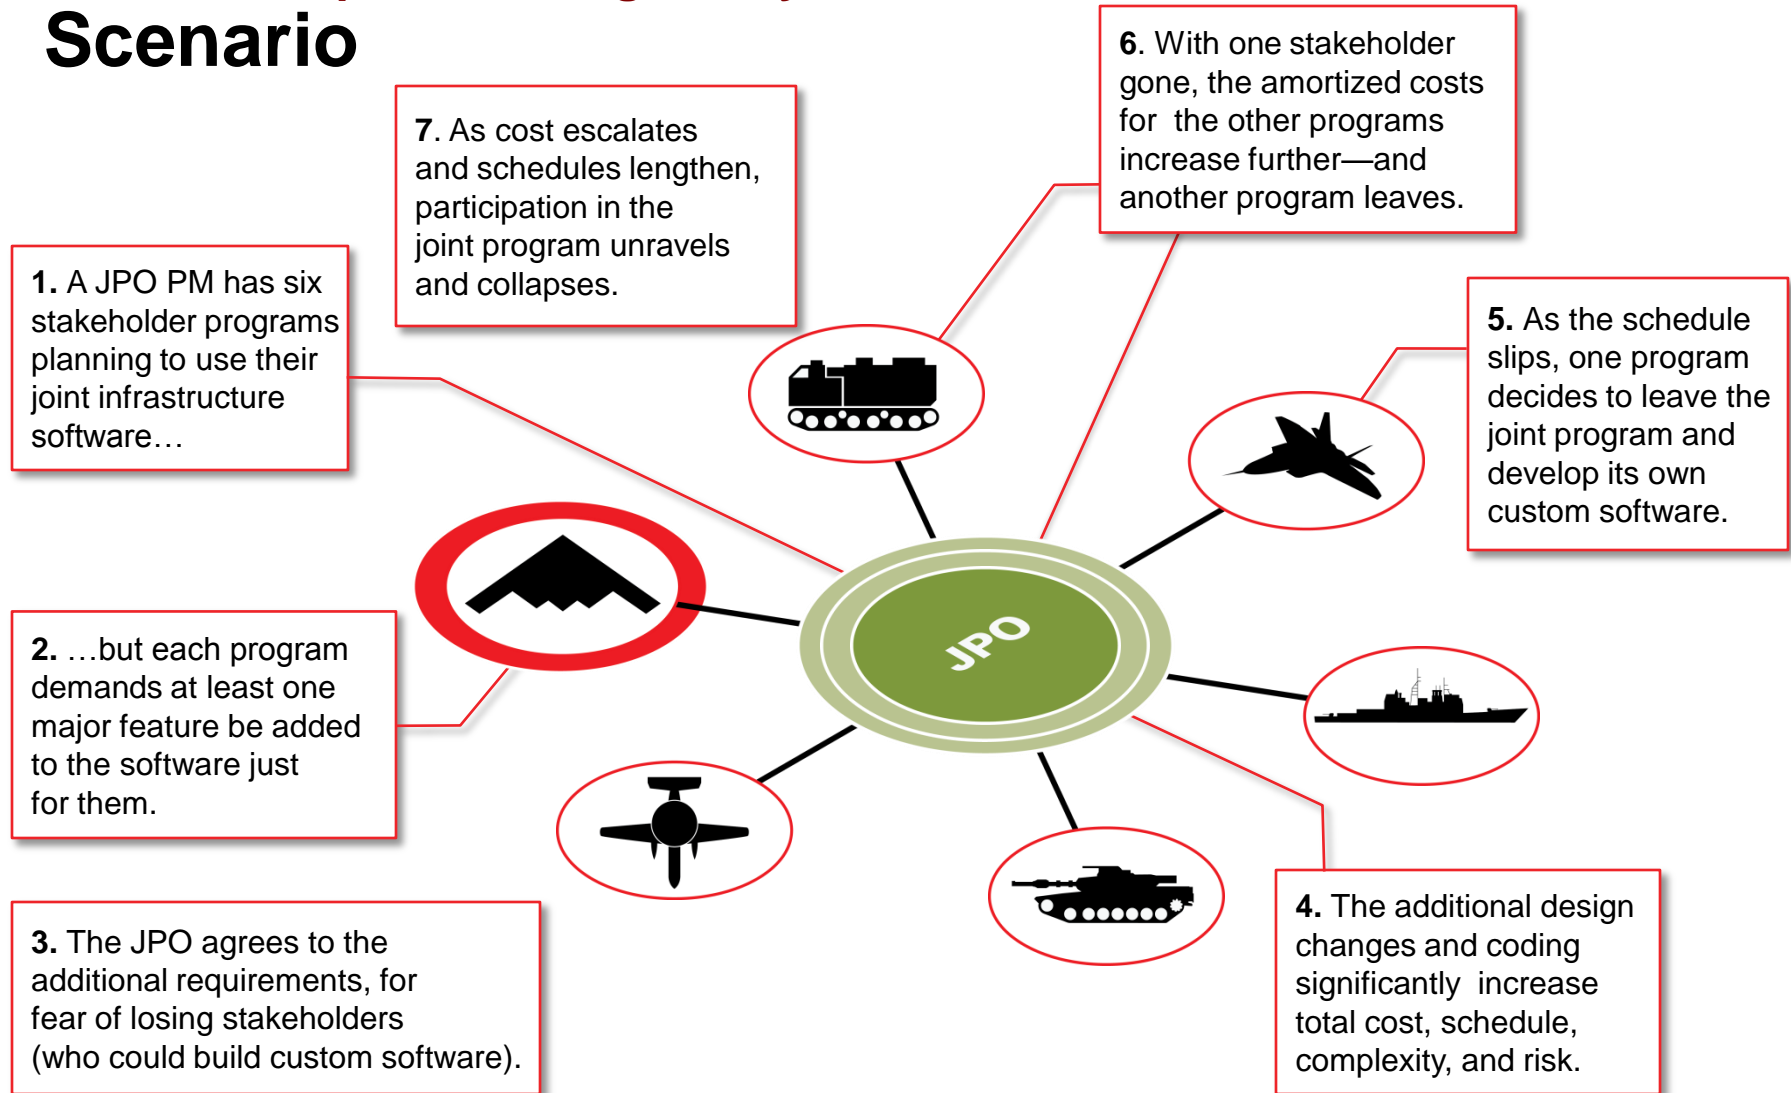 Scenario
1. A JPO PM has six
stakeholder programs
planning to use their
joint infrastructure
software…
2. …but each program
demands at least one
major feature be added
to the software just
for them.
3. The JPO agrees to the
additional requirements, for
fear of losing stakeholders
(who could build custom software).
4. The additional design
changes and coding
significantly increase
total cost, schedule,
complexity, and risk.
5. As the schedule
slips, one program
decides to leave the
joint program and
develop its own
custom software.
6. With one stakeholder
gone, the amortized costs
for the other programs
increase further—and
another program leaves.
7. As cost escalates
and schedules lengthen,
participation in the
joint program unravels
and collapses.
JPO